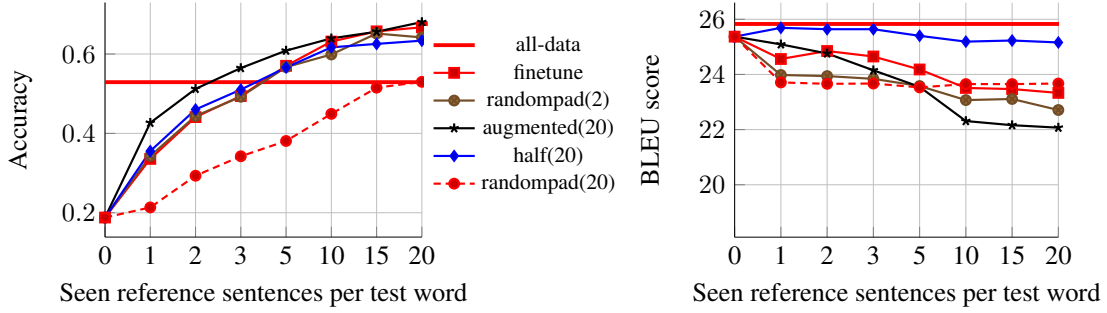 0.6
0.4
0.2
Accuracy
0 1 2 3 5 10 15 20
Seen reference sentences per test word
all-data
finetune
randompad(2)
augmented(20)
half(20)
randompad(20)
26
24
22
20
BLEU score
0 1 2 3 5 10 15 20
Seen reference sentences per test word